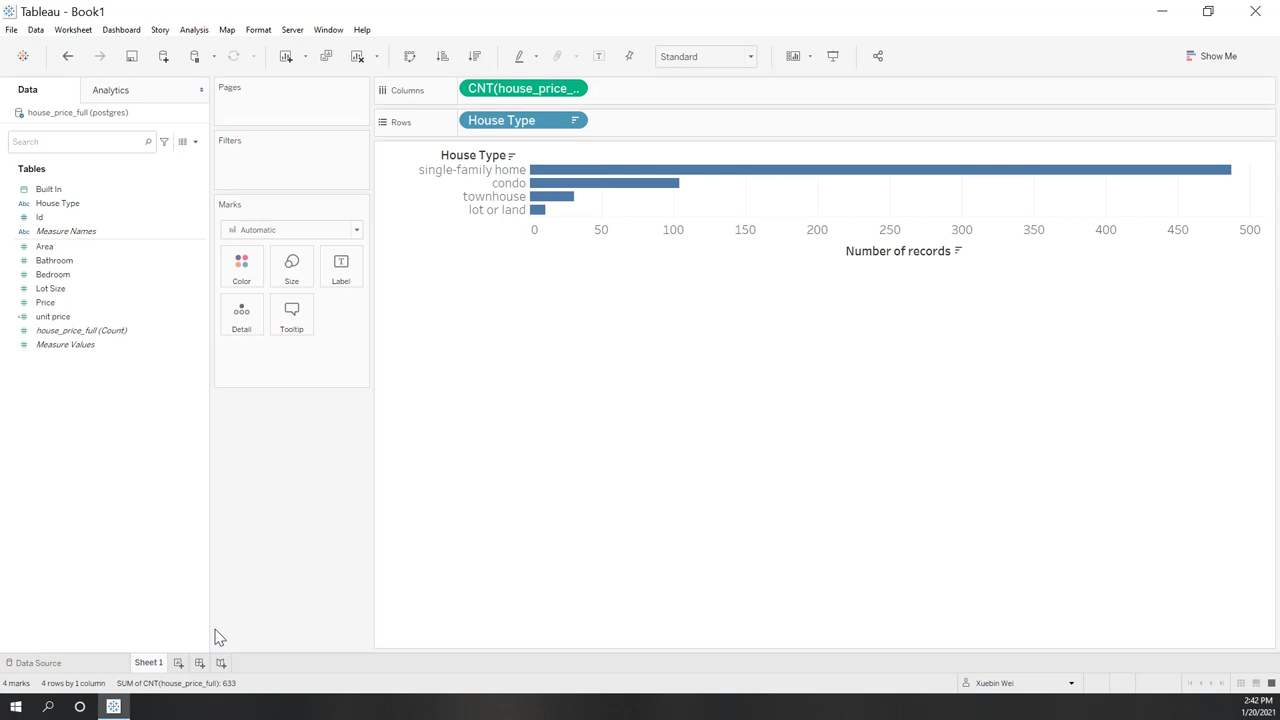 Tableau - Book1
File Data Worksheet Dashboard Story Analysis Map Format Server Window Help
Standard
Show Me
Data Analytics
house_price_full (postgres)
Search
Tables
Built In
Abc House Type
Id
Abc Measure Names
Area
Bathroom
Bedroom
Lot Size
Price
unit price
house_price_full (Count)
Measure Values
Pages
Filters
Marks
Automatic
Color Size Label
Detail Tooltip
Columns CNT(house_price_..
Rows House Type
House Type
single-family home
condo
townhouse
lot or land
0 50 100 150 200 250 300 350 400 450 500
Number of records
Data Source Sheet 1
4 marks 4 rows by 1 column SUM of CNT(house_price_full): 633
Xuebin Wei
2:42 PM
1/20/2021